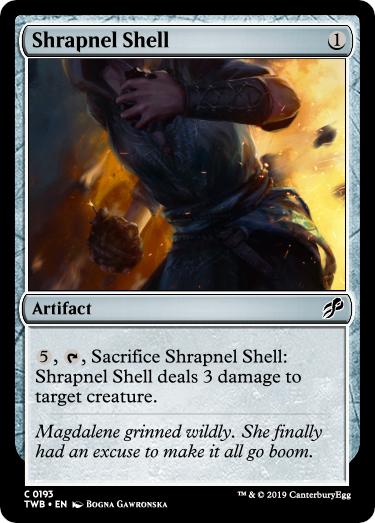 Shrapnel Shell 1
Artifact
5, T, Sacrifice Shrapnel Shell:
Shrapnel Shell deals 3 damage to
target creature.
Magdalene grinned wildly. She finally
had an excuse to make it all go boom.
C 0193
TWB • EN Bogna Gawronska
™ & © 2019 CanterburyEgg